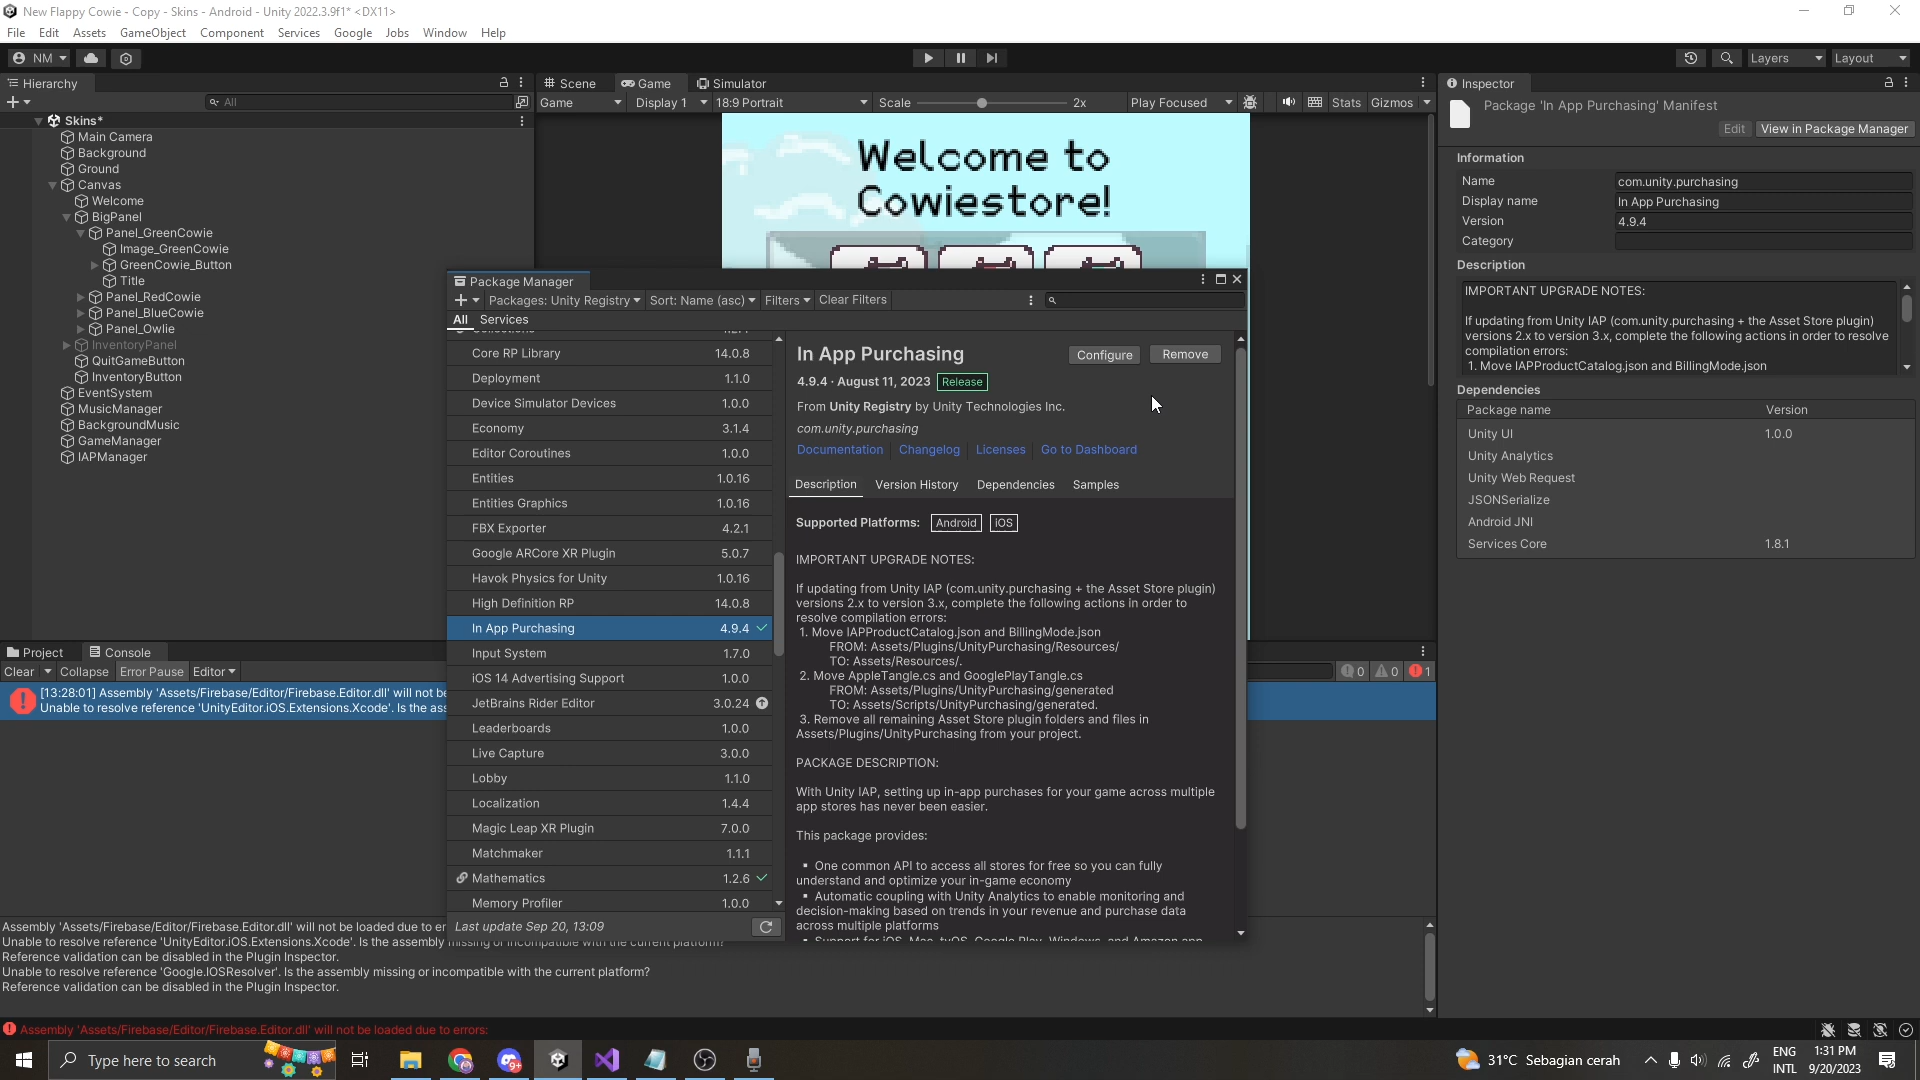 New Flappy Cowie - Copy - Skins - Android - Unity 2022.3.9f1* <DX11>
File Edit Assets GameObject Component Services Google Jobs Window Help
NM
Layers Layout
Hierarchy
All
Skins*
Main Camera
Background
Ground
Canvas
Welcome
BigPanel
Panel_GreenCowie
Image_GreenCowie
GreenCowie_Button
Title
Panel_RedCowie
Panel_BlueCowie
Panel_Owlie
InventoryPanel
QuitGameButton
InventoryButton
EventSystem
MusicManager
BackgroundMusic
GameManager
IAPManager
Scene Game Simulator
Game Display 1 18:9 Portrait Scale 2x Play Focused Stats Gizmos
Welcome to
Cowiestore!
Package Manager
Packages: Unity Registry Sort: Name (asc) Filters Clear Filters
All Services
Core RP Library 14.0.8
Deployment 1.1.0
Device Simulator Devices 1.0.0
Economy 3.1.4
Editor Coroutines 1.0.0
Entities 1.0.16
Entities Graphics 1.0.16
FBX Exporter 4.2.1
Google ARCore XR Plugin 5.0.7
Havok Physics for Unity 1.0.16
High Definition RP 14.0.8
In App Purchasing 4.9.4
Input System 1.7.0
iOS 14 Advertising Support 1.0.0
JetBrains Rider Editor 3.0.24
Leaderboards 1.0.0
Live Capture 3.0.0
Lobby 1.1.0
Localization 1.4.4
Magic Leap XR Plugin 7.0.0
Matchmaker 1.1.1
Mathematics 1.2.6
Memory Profiler 1.0.0
Last update Sep 20, 13:09
In App Purchasing Configure Remove
4.9.4 · August 11, 2023 Release
From Unity Registry by Unity Technologies Inc.
com.unity.purchasing
Documentation Changelog Licenses Go to Dashboard
Description Version History Dependencies Samples
Supported Platforms: Android iOS
IMPORTANT UPGRADE NOTES:
If updating from Unity IAP (com.unity.purchasing + the Asset Store plugin)
versions 2.x to version 3.x, complete the following actions in order to
resolve compilation errors:
1. Move IAPProductCatalog.json and BillingMode.json
FROM: Assets/Plugins/UnityPurchasing/Resources/
TO: Assets/Resources/.
2. Move AppleTangle.cs and GooglePlayTangle.cs
FROM: Assets/Plugins/UnityPurchasing/generated
TO: Assets/Scripts/UnityPurchasing/generated.
3. Remove all remaining Asset Store plugin folders and files in
Assets/Plugins/UnityPurchasing from your project.
PACKAGE DESCRIPTION:
With Unity IAP, setting up in-app purchases for your game across multiple
app stores has never been easier.
This package provides:
▪ One common API to access all stores for free so you can fully
understand and optimize your in-game economy
▪ Automatic coupling with Unity Analytics to enable monitoring and
decision-making based on trends in your revenue and purchase data
across multiple platforms
▪ Support for iOS, Mac, tvOS, Google Play, Windows, and Amazon app
Inspector
Package 'In App Purchasing' Manifest
Edit View in Package Manager
Information
Name com.unity.purchasing
Display name In App Purchasing
Version 4.9.4
Category
Description
IMPORTANT UPGRADE NOTES:
If updating from Unity IAP (com.unity.purchasing + the Asset Store plugin)
versions 2.x to version 3.x, complete the following actions in order to resolve
compilation errors:
1. Move IAPProductCatalog.json and BillingMode.json
Dependencies
Package name Version
Unity UI 1.0.0
Unity Analytics
Unity Web Request
JSONSerialize
Android JNI
Services Core 1.8.1
Project Console
Clear Collapse Error Pause Editor
0 0 1
[13:28:01] Assembly 'Assets/Firebase/Editor/Firebase.Editor.dll' will not be
Unable to resolve reference 'UnityEditor.iOS.Extensions.Xcode'. Is the ass
Assembly 'Assets/Firebase/Editor/Firebase.Editor.dll' will not be loaded due to er
Unable to resolve reference 'UnityEditor.iOS.Extensions.Xcode'. Is the assembly missing or incompatible with the current platform?
Reference validation can be disabled in the Plugin Inspector.
Unable to resolve reference 'Google.IOSResolver'. Is the assembly missing or incompatible with the current platform?
Reference validation can be disabled in the Plugin Inspector.
Assembly 'Assets/Firebase/Editor/Firebase.Editor.dll' will not be loaded due to errors:
Type here to search
9+
31°C Sebagian cerah
ENG
INTL
1:31 PM
9/20/2023